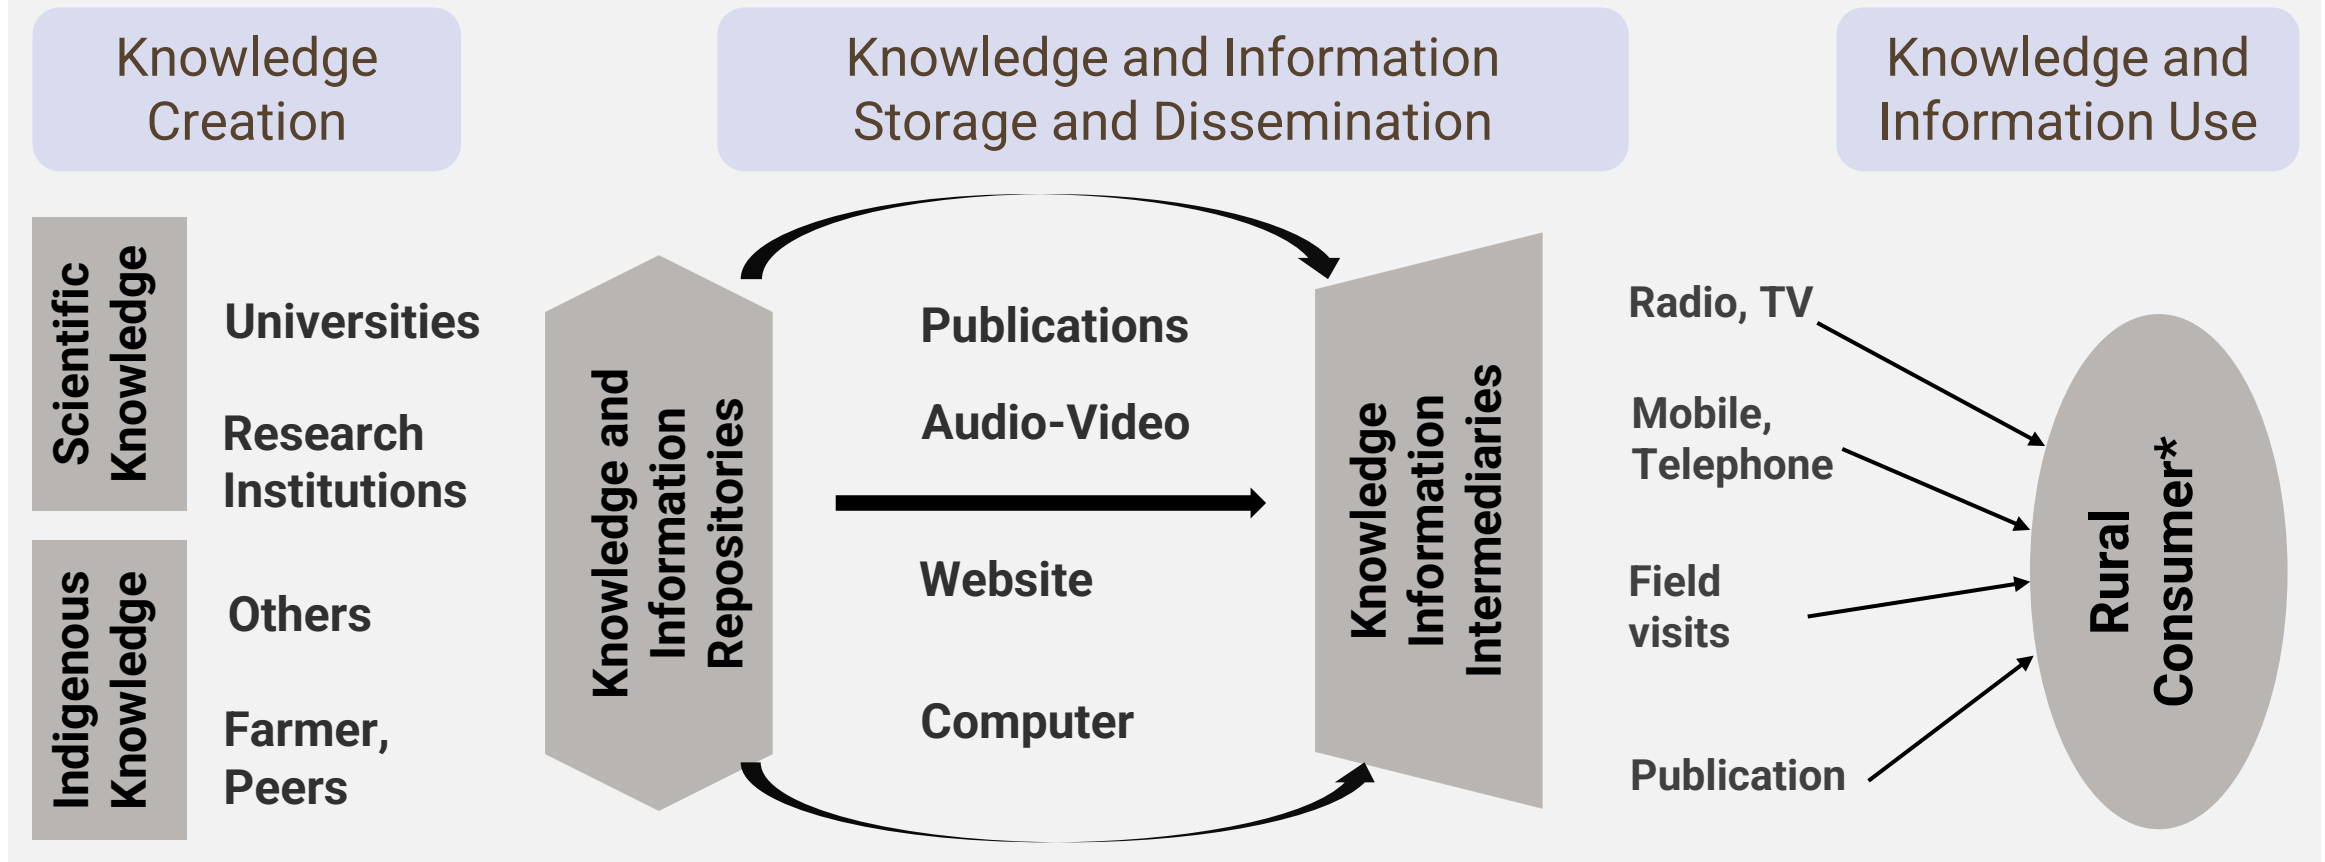 Knowledge
Creation
Knowledge and Information
Storage and Dissemination
Knowledge and
Information Use
Scientific
Knowledge
Universities
Research
Institutions
Indigenous
Knowledge
Others
Farmer,
Peers
Knowledge and
Information
Repositories
Publications
Audio-Video
Website
Computer
Knowledge
Information
Intermediaries
Radio, TV
Mobile,
Telephone
Field
visits
Publication
Rural
Consumer*